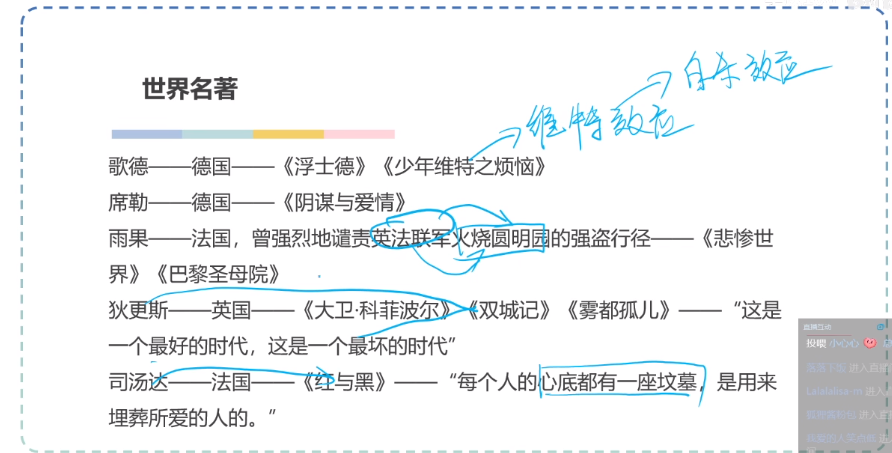 世界名著
自杀效应
维特效应
歌德——德国——《浮士德》《少年维特之烦恼》
席勒——德国——《阴谋与爱情》
雨果——法国，曾强烈地谴责英法联军火烧圆明园的强盗行径——《悲惨世
界》《巴黎圣母院》
狄更斯——英国——《大卫·科菲波尔》《双城记》《雾都孤儿》——“这是
一个最好的时代，这是一个最坏的时代”
司汤达——法国——《红与黑》——“每个人的心底都有一座坟墓，是用来
埋葬所爱的人的。”
直播互动
投喂 小心心
进入直播
进入
进入直